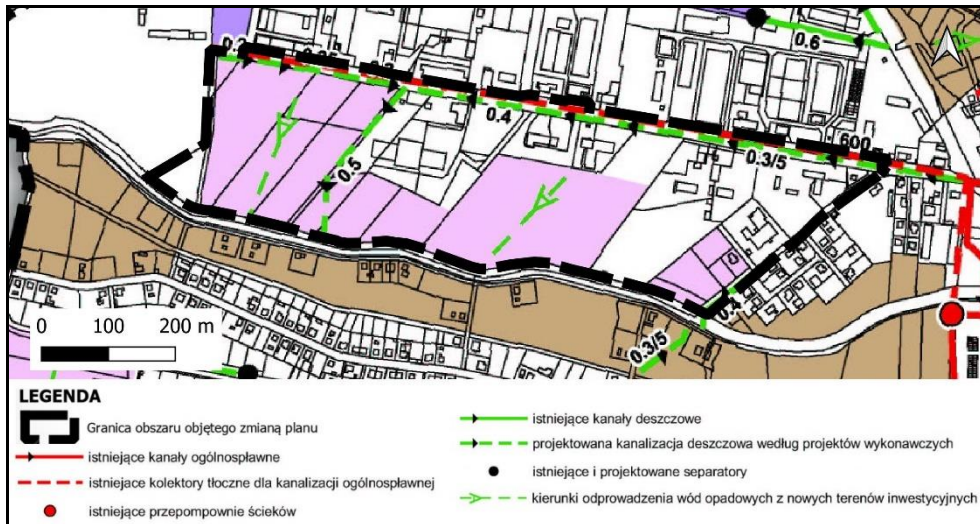 0.6
0.4
600
0.3/5
0.5
0.4
0.3/5
0 100 200 m
LEGENDA
Granica obszaru objętego zmianą planu
istniejące kanały ogólnospławne
istniejace kolektory tłoczne dla kanalizacji ogólnospławnej
istniejące przepompownie ścieków
istniejące kanały deszczowe
projektowana kanalizacja deszczowa według projektów wykonawczych
istniejące i projektowane separatory
kierunki odprowadzenia wód opadowych z nowych terenów inwestycyjnych